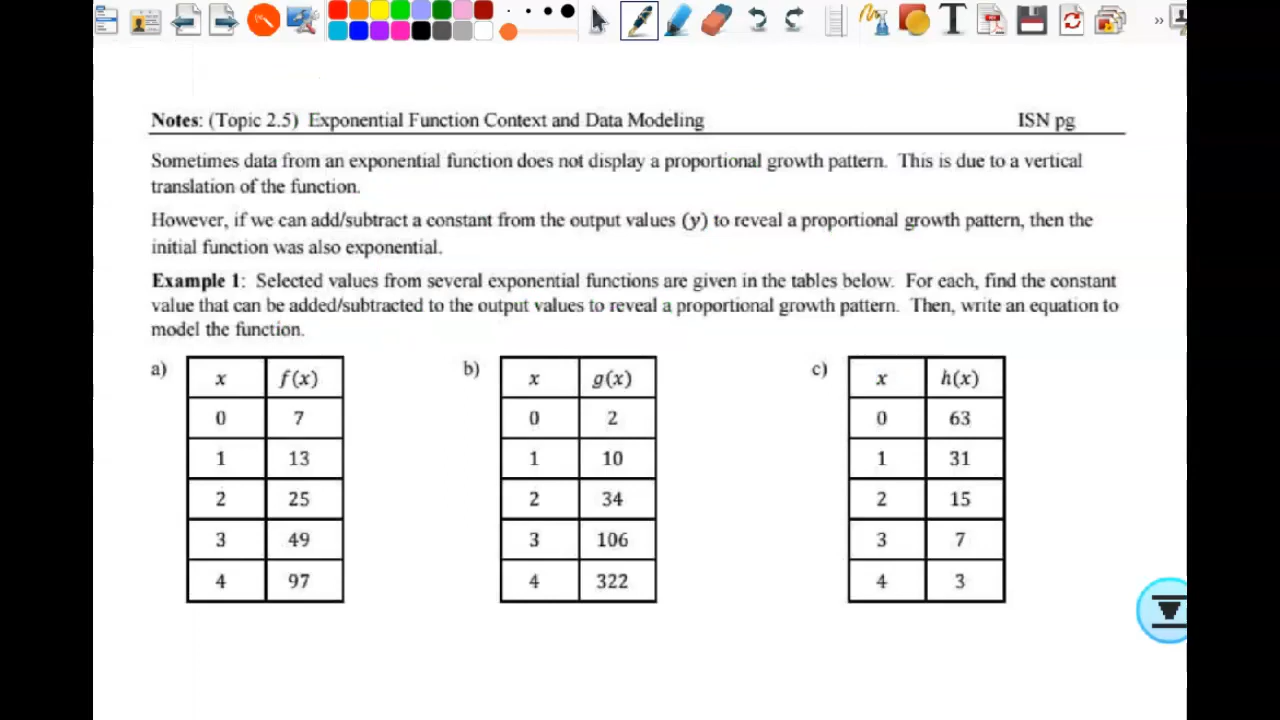 Notes: (Topic 2.5) Exponential Function Context and Data Modeling ISN pg
Sometimes data from an exponential function does not display a proportional growth pattern. This is due to a vertical
translation of the function.
However, if we can add/subtract a constant from the output values (y) to reveal a proportional growth pattern, then the
initial function was also exponential.
Example 1: Selected values from several exponential functions are given in the tables below. For each, find the constant
value that can be added/subtracted to the output values to reveal a proportional growth pattern. Then, write an equation to
model the function.
a) x f(x) b) x g(x) c) x h(x)
0 7 0 2 0 63
1 13 1 10 1 31
2 25 2 34 2 15
3 49 3 106 3 7
4 97 4 322 4 3